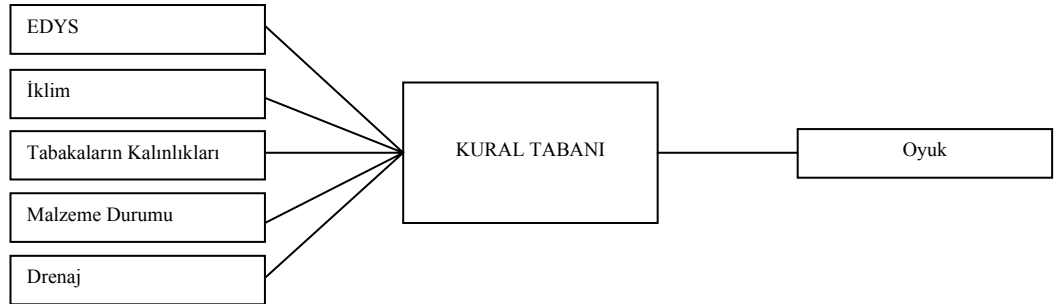 EDYS
İklim
Tabakaların Kalınlıkları
Malzeme Durumu
Drenaj
KURAL TABANI
Oyuk